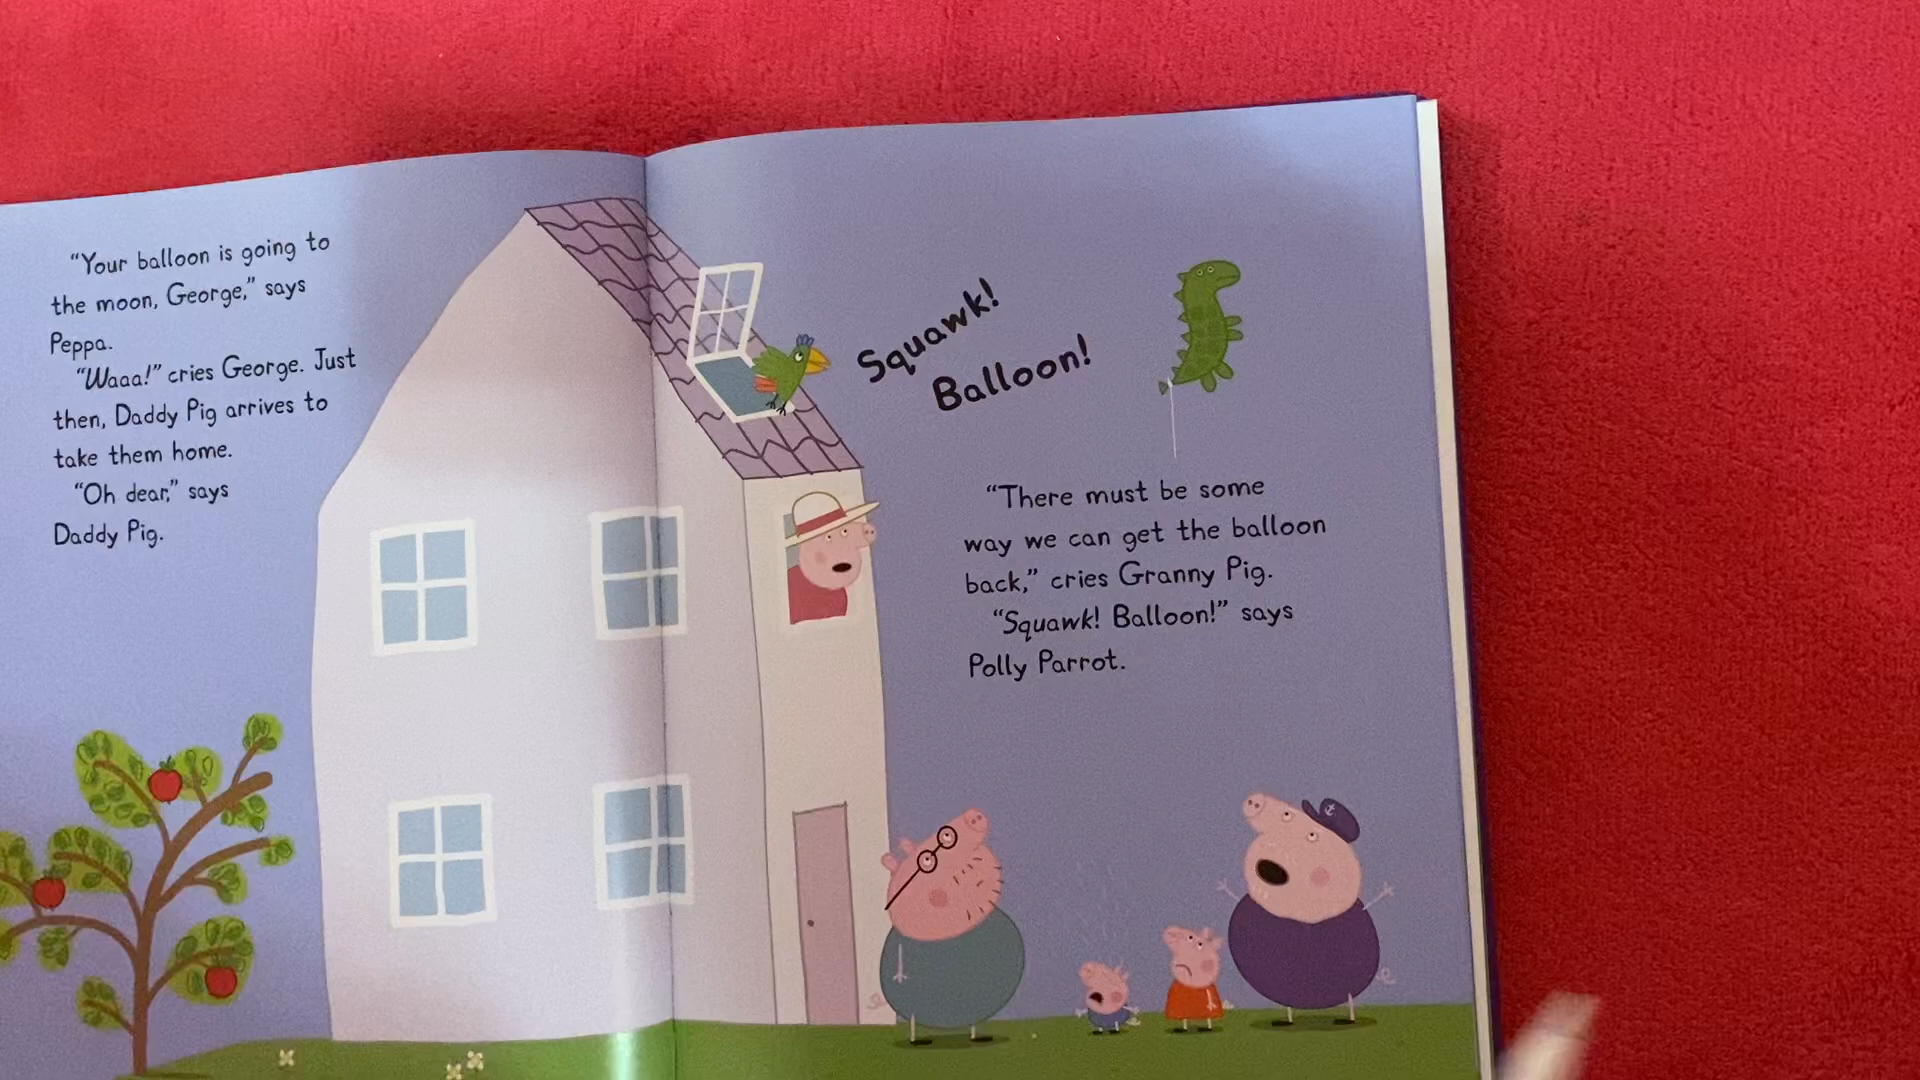 "Your balloon is going to
the moon, George," says
Peppa.
"Waaa!" cries George. Just
then, Daddy Pig arrives to
take them home.
"Oh dear," says
Daddy Pig.
Squawk!
Balloon!
"There must be some
way we can get the balloon
back," cries Granny Pig.
"Squawk! Balloon!" says
Polly Parrot.